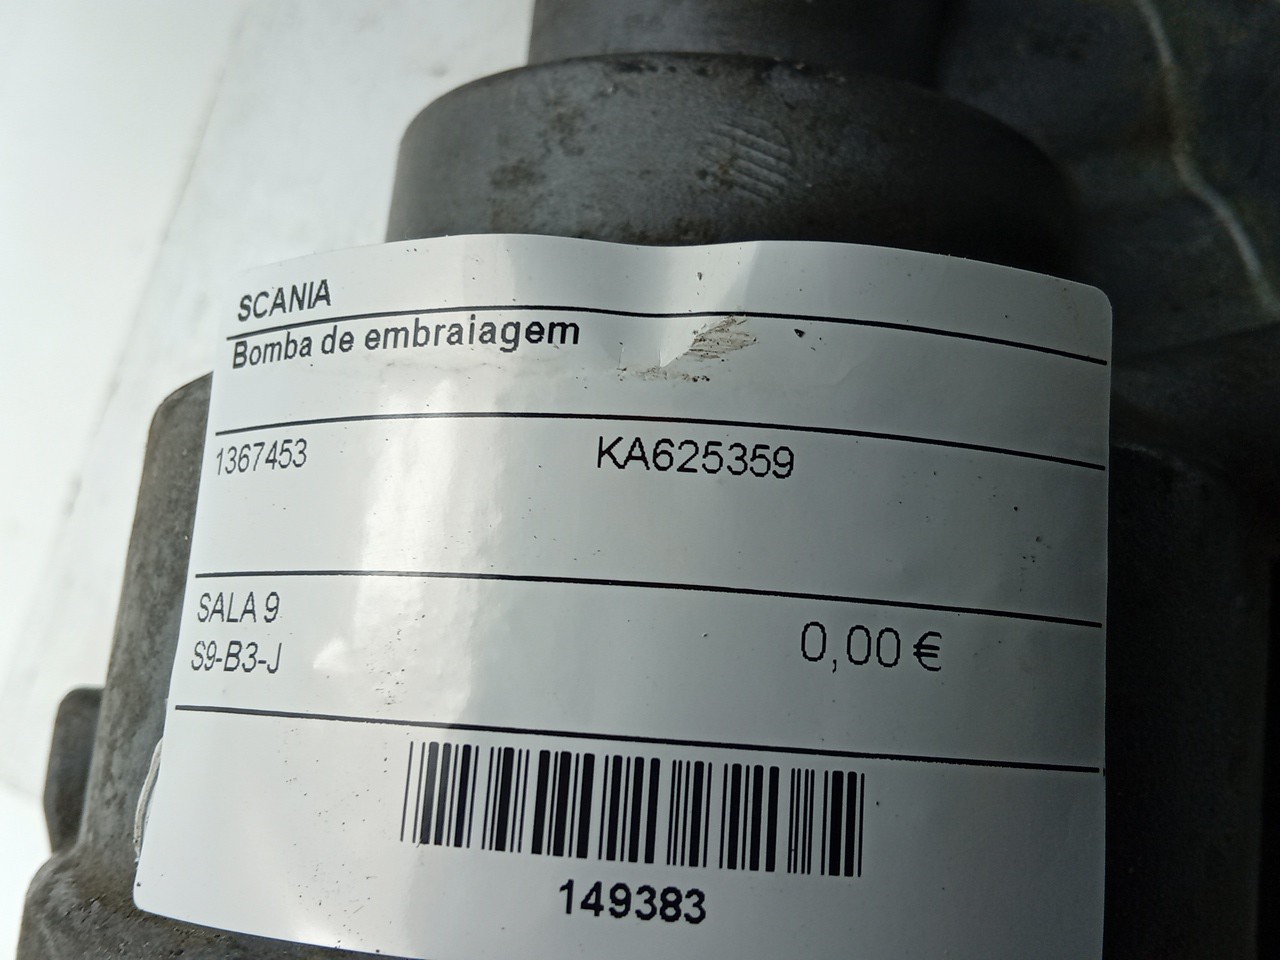 SCANIA
Bomba de embraiagem
1367453 KA625359
SALA 9
S9-B3-J 0,00 €
149383